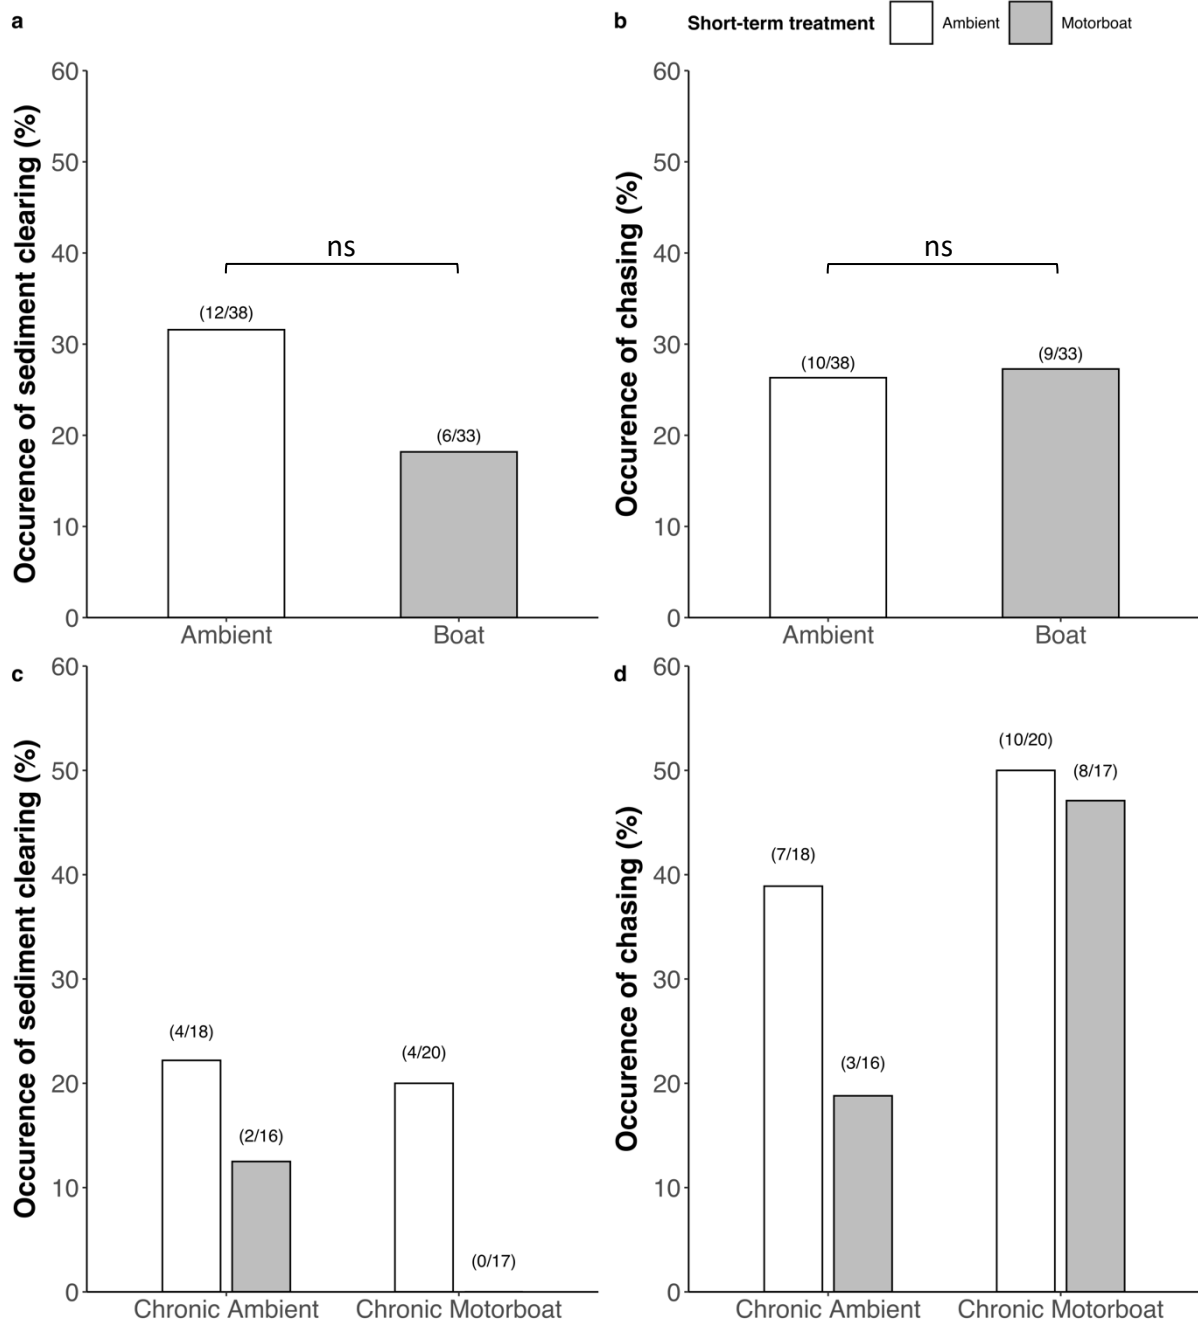 a
b
Short-term treatment Ambient Motorboat
Occurence of sediment clearing (%)
60
50
40
30
20
10
0
ns
(12/38)
(6/33)
Ambient Boat
Occurence of chasing (%)
60
50
40
30
20
10
0
ns
(10/38)
(9/33)
Ambient Boat
c
Occurence of sediment clearing (%)
60
50
40
30
20
10
0
(4/18)
(2/16)
(4/20)
(0/17)
Chronic Ambient Chronic Motorboat
d
Occurence of chasing (%)
60
50
40
30
20
10
0
(7/18)
(3/16)
(10/20)
(8/17)
Chronic Ambient Chronic Motorboat